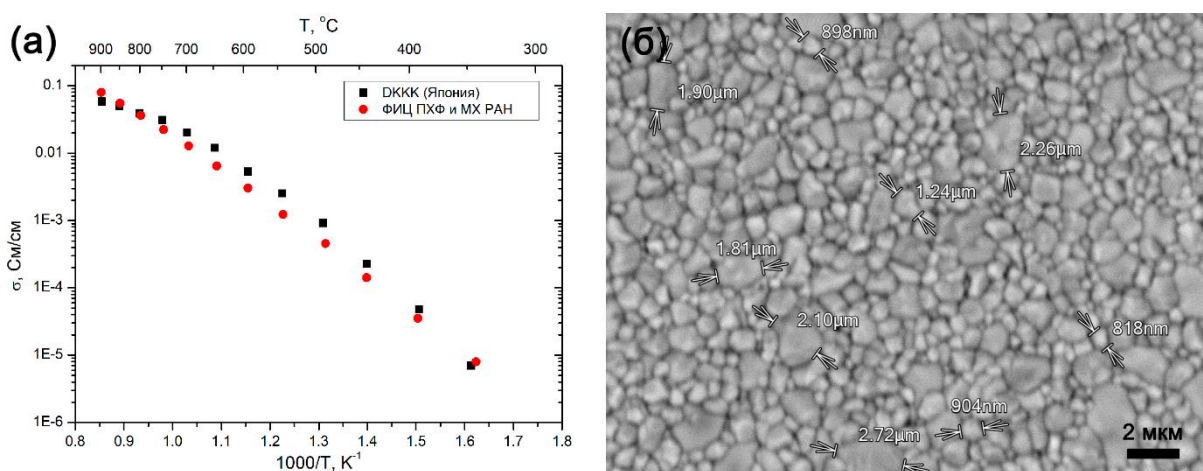 (а)
T, °C
900 800 700 600 500 400 300
0.1
0.01
1E-3
1E-4
1E-5
1E-6
σ, См/см
DKKK (Япония)
ФИЦ ПХФ и МХ РАН
0.8 0.9 1.0 1.1 1.2 1.3 1.4 1.5 1.6 1.7 1.8
1000/T, K⁻¹
(б)
898nm
1.90µm
2.26µm
1.24µm
1.81µm
2.10µm
818nm
904nm
2.72µm
2 мкм